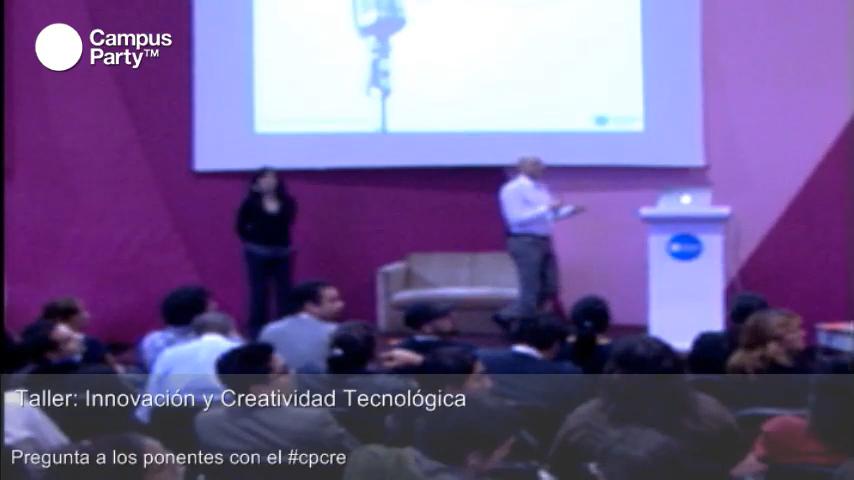 Campus
Party™
Taller: Innovación y Creatividad Tecnológica
Pregunta a los ponentes con el #cpcre